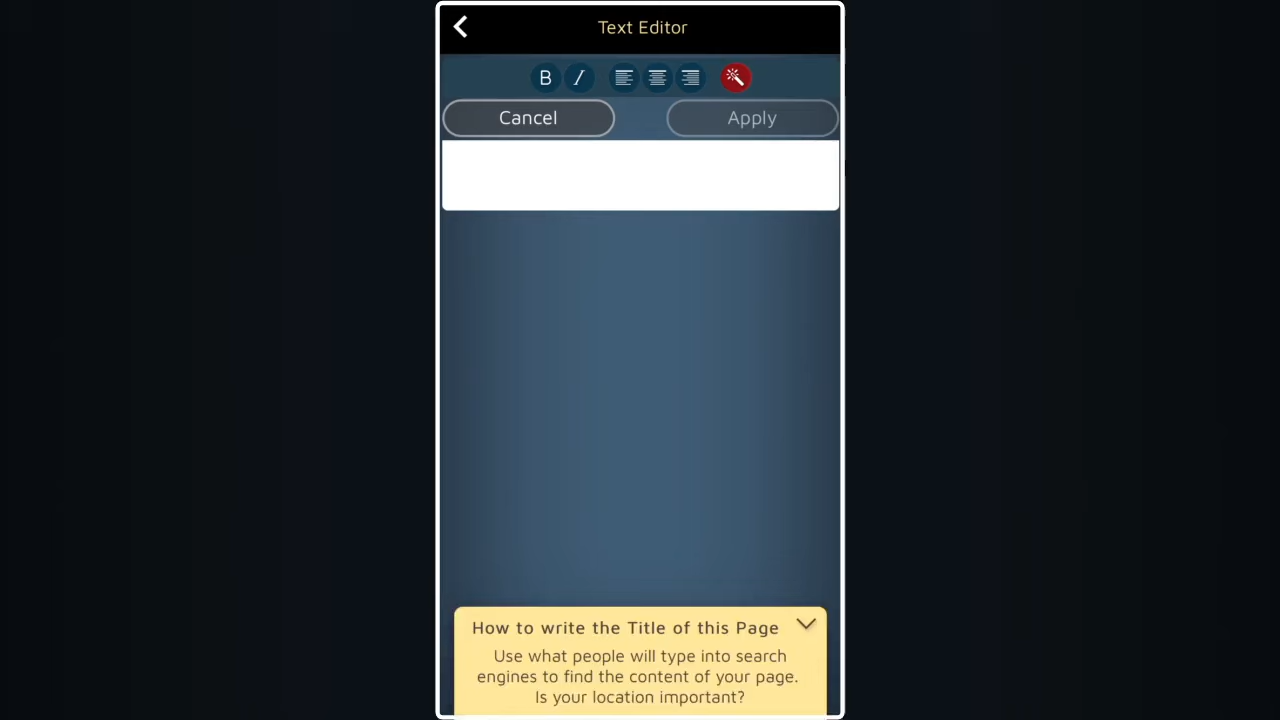 Text Editor
B I
Cancel Apply
How to write the Title of this Page
Use what people will type into search
engines to find the content of your page.
Is your location important?